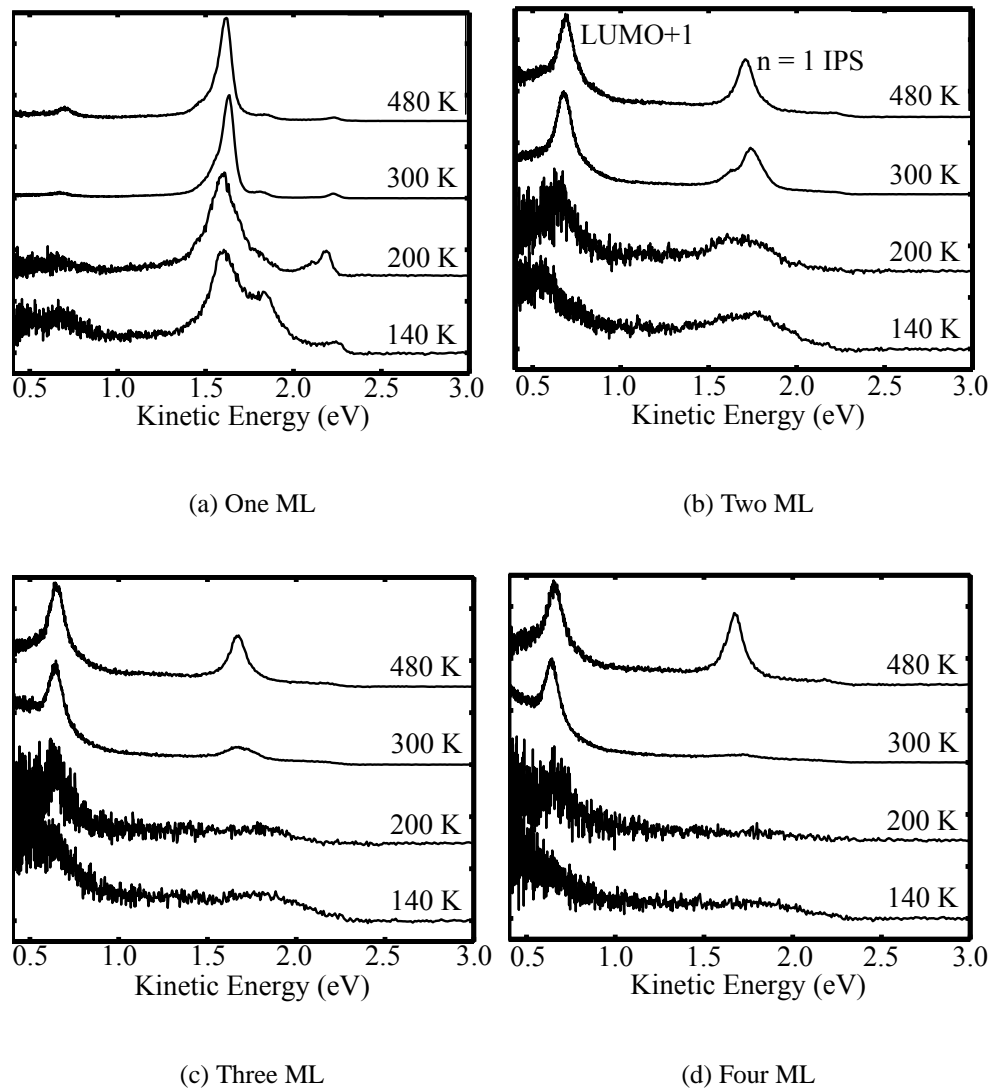 480 K
300 K
200 K
140 K
0.5 1.0 1.5 2.0 2.5 3.0
Kinetic Energy (eV)
(a) One ML
LUMO+1
n = 1 IPS
480 K
300 K
200 K
140 K
0.5 1.0 1.5 2.0 2.5 3.0
Kinetic Energy (eV)
(b) Two ML
480 K
300 K
200 K
140 K
0.5 1.0 1.5 2.0 2.5 3.0
Kinetic Energy (eV)
(c) Three ML
480 K
300 K
200 K
140 K
0.5 1.0 1.5 2.0 2.5 3.0
Kinetic Energy (eV)
(d) Four ML